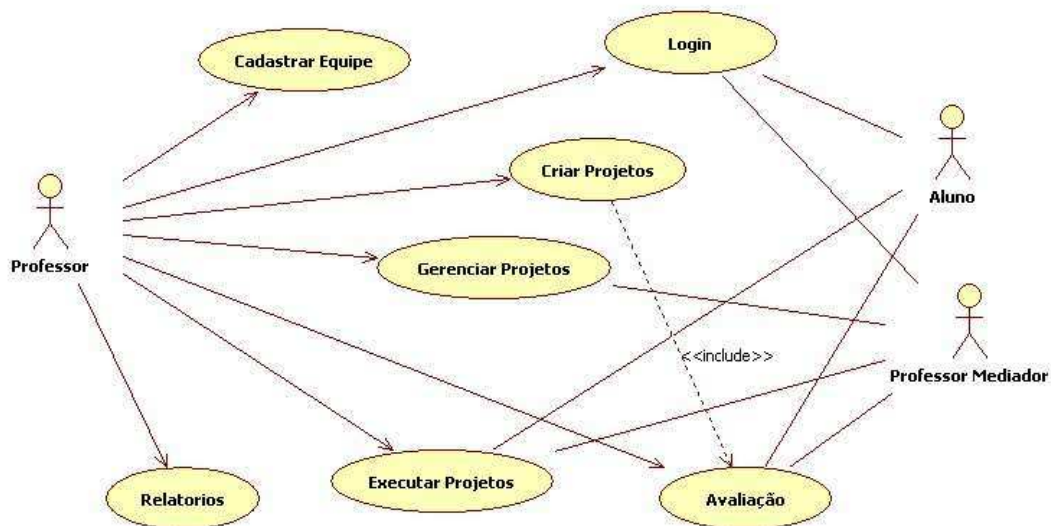 Login
Cadastrar Equipe
Criar Projetos
Aluno
Professor
Gerenciar Projetos
<<include>>
Professor Mediador
Relatorios
Executar Projetos
Avaliação